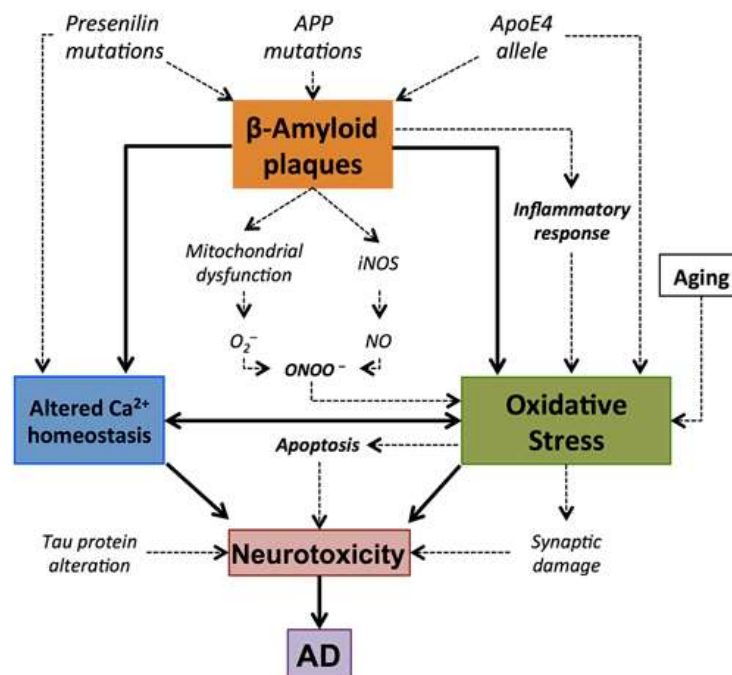 Presenilin
mutations
APP
mutations
ApoE4
allele
β-Amyloid
plaques
Inflammatory
response
Mitochondrial
dysfunction
iNOS
Aging
O₂⁻
NO
ONOO⁻
Altered Ca²⁺
homeostasis
Oxidative
Stress
Apoptosis
Tau protein
alteration
Neurotoxicity
Synaptic
damage
AD